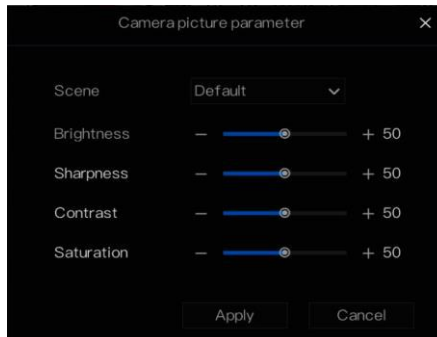 Camera picture parameter ×
Scene Default
Brightness − + 50
Sharpness − + 50
Contrast − + 50
Saturation − + 50
Apply Cancel